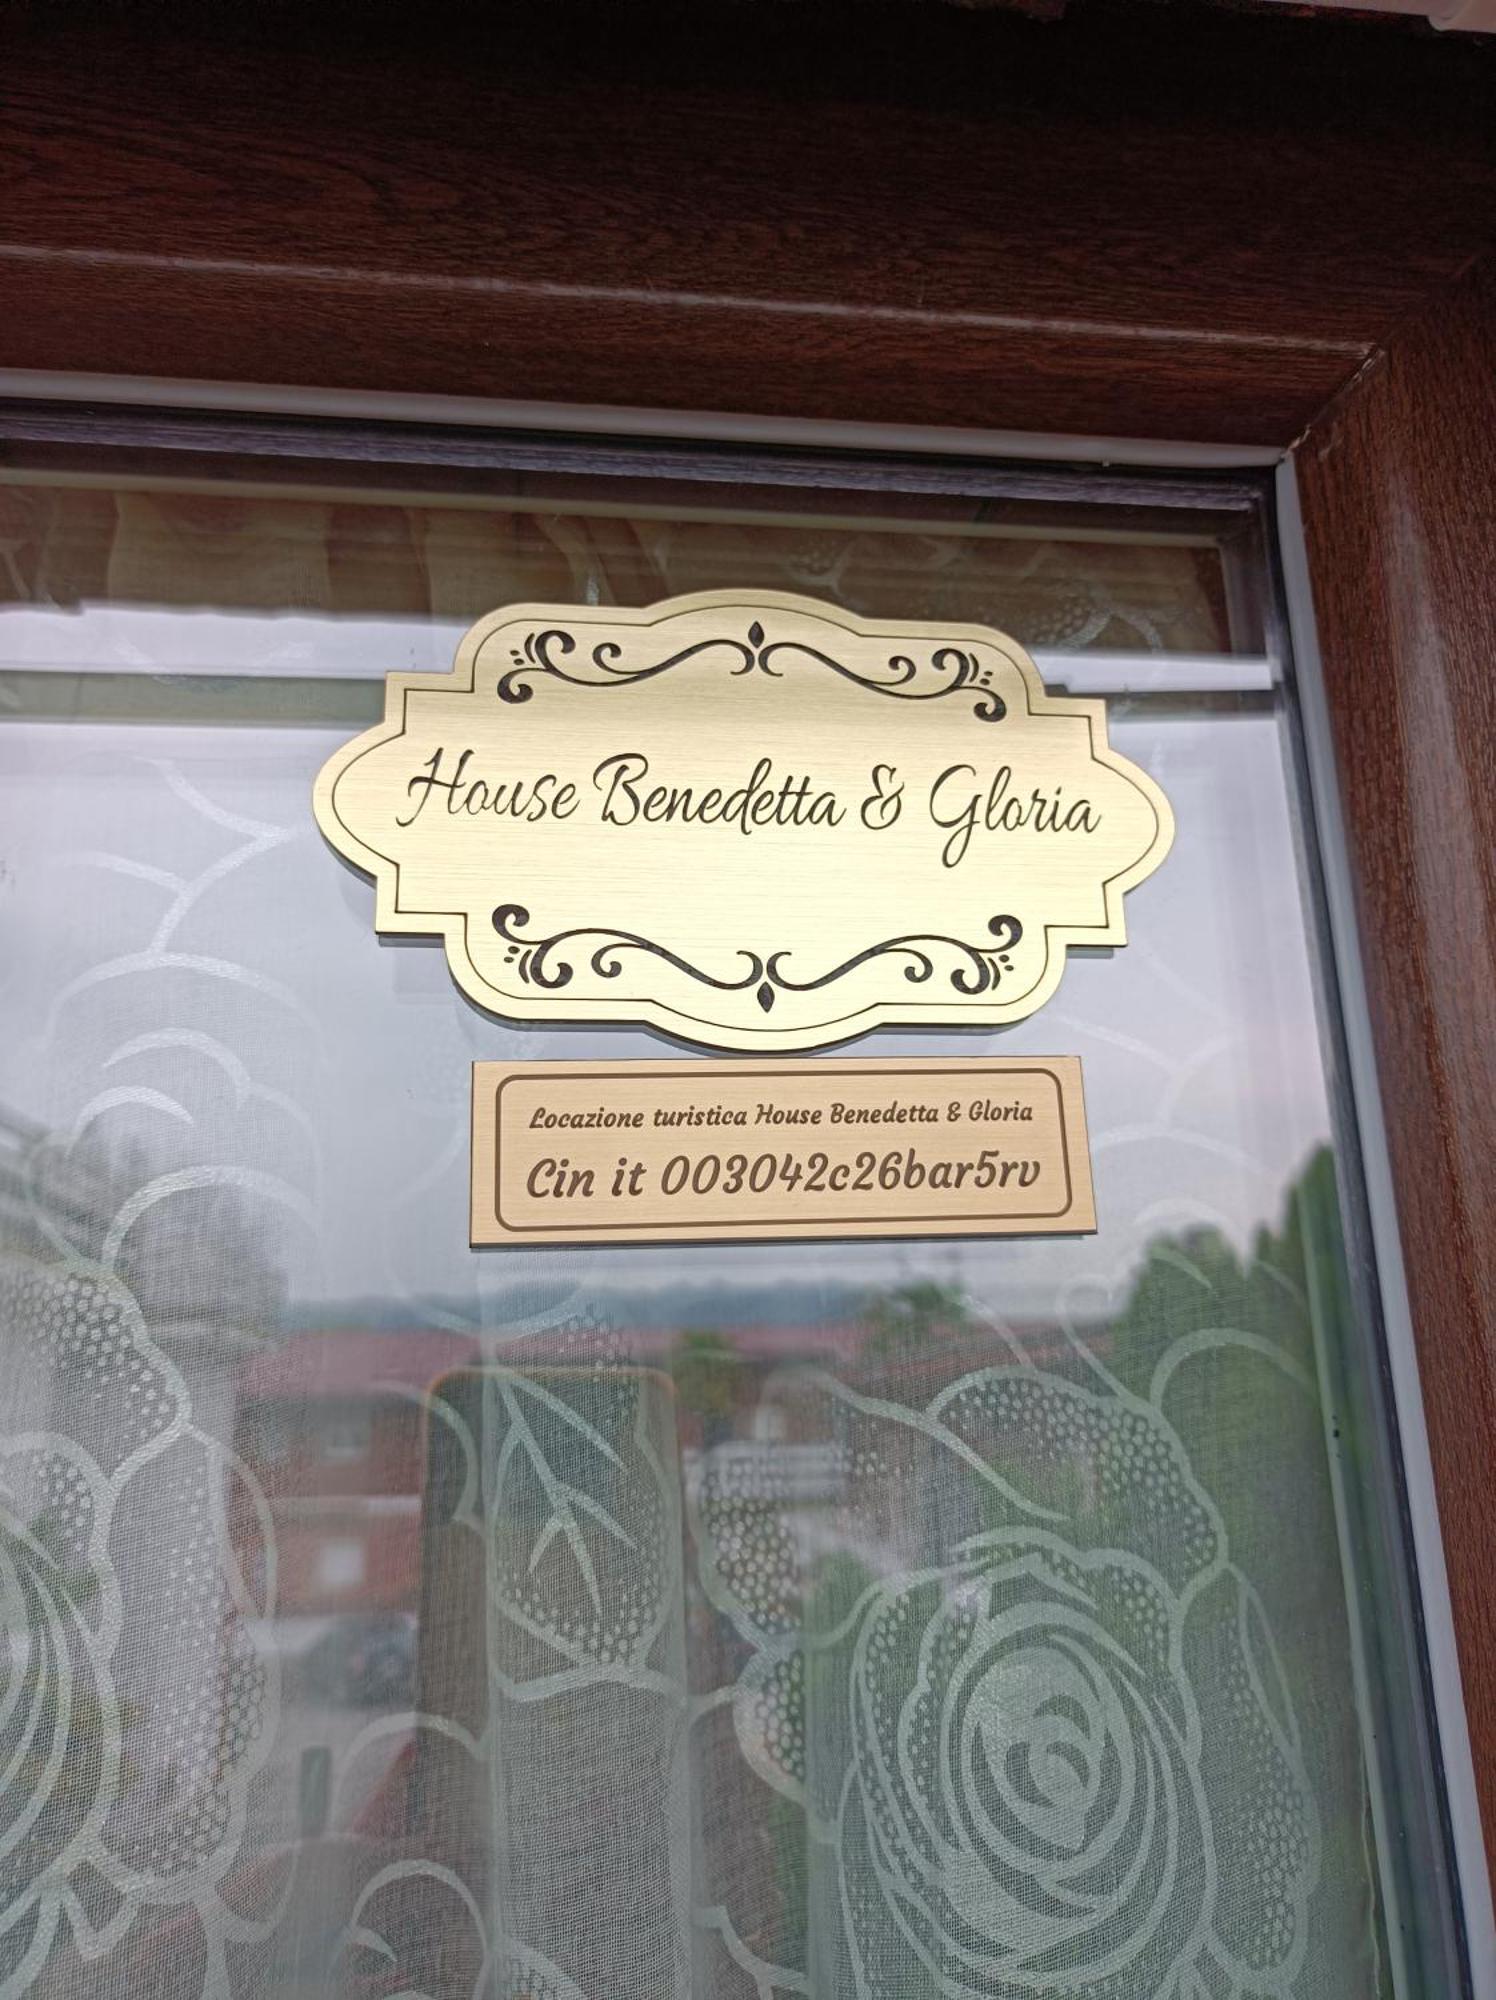 House Benedetta & Gloria
Locazione turistica House Benedetta & Gloria
Cin it 003042c26bar5rv